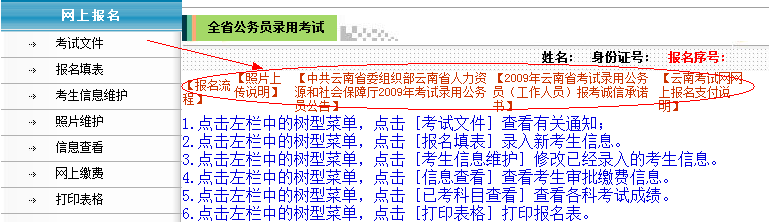 网上报名
考试文件
报名填表
考生信息维护
照片维护
信息查看
网上缴费
打印表格
全省公务员录用考试
姓名： 身份证号： 报名序号：
【报名流程】
【照片上传说明】
【中共云南省委组织部云南省人力资源和社会保障厅2009年考试录用公务员公告】
【2009年云南省考试录用公务员（工作人员）报考诚信承诺书】
【云南考试网网上报名支付说明】
1.点击左栏中的树型菜单，点击 [考试文件] 查看有关通知；
2.点击左栏中的树型菜单，点击 [报名填表] 录入新考生信息。
3.点击左栏中的树型菜单，点击 [考生信息维护] 修改已经录入的考生信息。
4.点击左栏中的树型菜单，点击 [信息查看] 查看考生审批缴费信息。
5.点击左栏中的树型菜单，点击 [已考科目查看] 查看各科考试成绩。
6.点击左栏中的树型菜单，点击 [打印表格] 打印报名表。